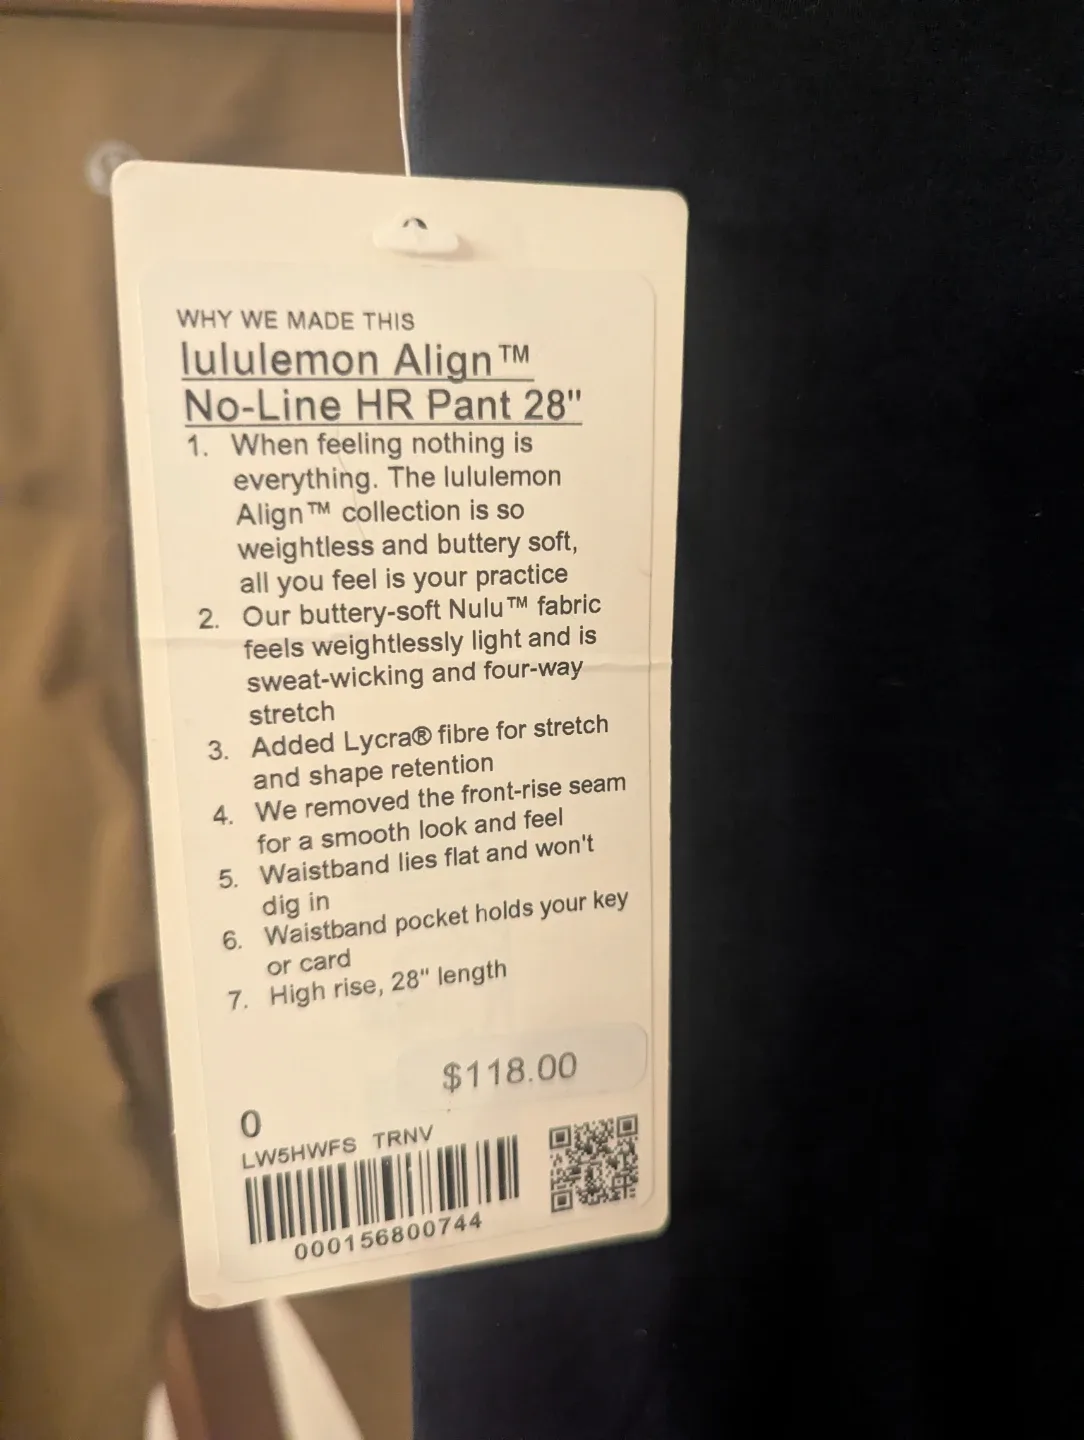 WHY WE MADE THIS
lululemon Align™
No-Line HR Pant 28"
1. When feeling nothing is
everything. The lululemon
Align™ collection is so
weightless and buttery soft,
all you feel is your practice
2. Our buttery-soft Nulu™ fabric
feels weightlessly light and is
sweat-wicking and four-way
stretch
3. Added Lycra® fibre for stretch
and shape retention
4. We removed the front-rise seam
for a smooth look and feel
5. Waistband lies flat and won't
dig in
6. Waistband pocket holds your key
or card
7. High rise, 28" length
$118.00
0
LW5HWFS TRNV
000156800744